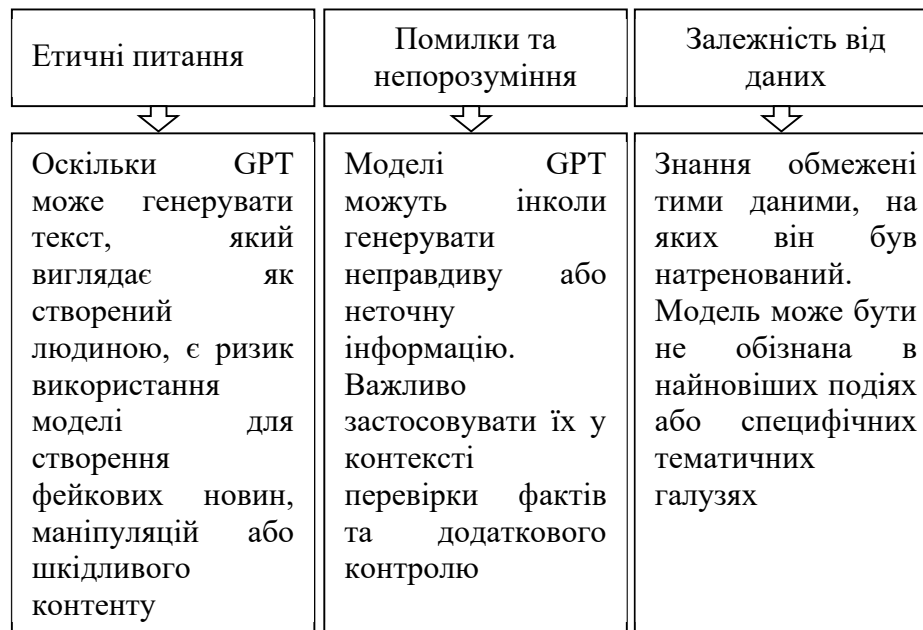 Етичні питання
Помилки та
непорозуміння
Залежність від
даних
Оскільки GPT
може генерувати
текст, який
виглядає як
створений
людиною, є ризик
використання
моделі для
створення
фейкових новин,
маніпуляцій або
шкідливого
контенту
Моделі GPT
можуть інколи
генерувати
неправдиву або
неточну
інформацію.
Важливо
застосовувати їх у
контексті
перевірки фактів
та додаткового
контролю
Знання обмежені
тими даними, на
яких він був
натренований.
Модель може бути
не обізнана в
найновіших подіях
або специфічних
тематичних
галузях